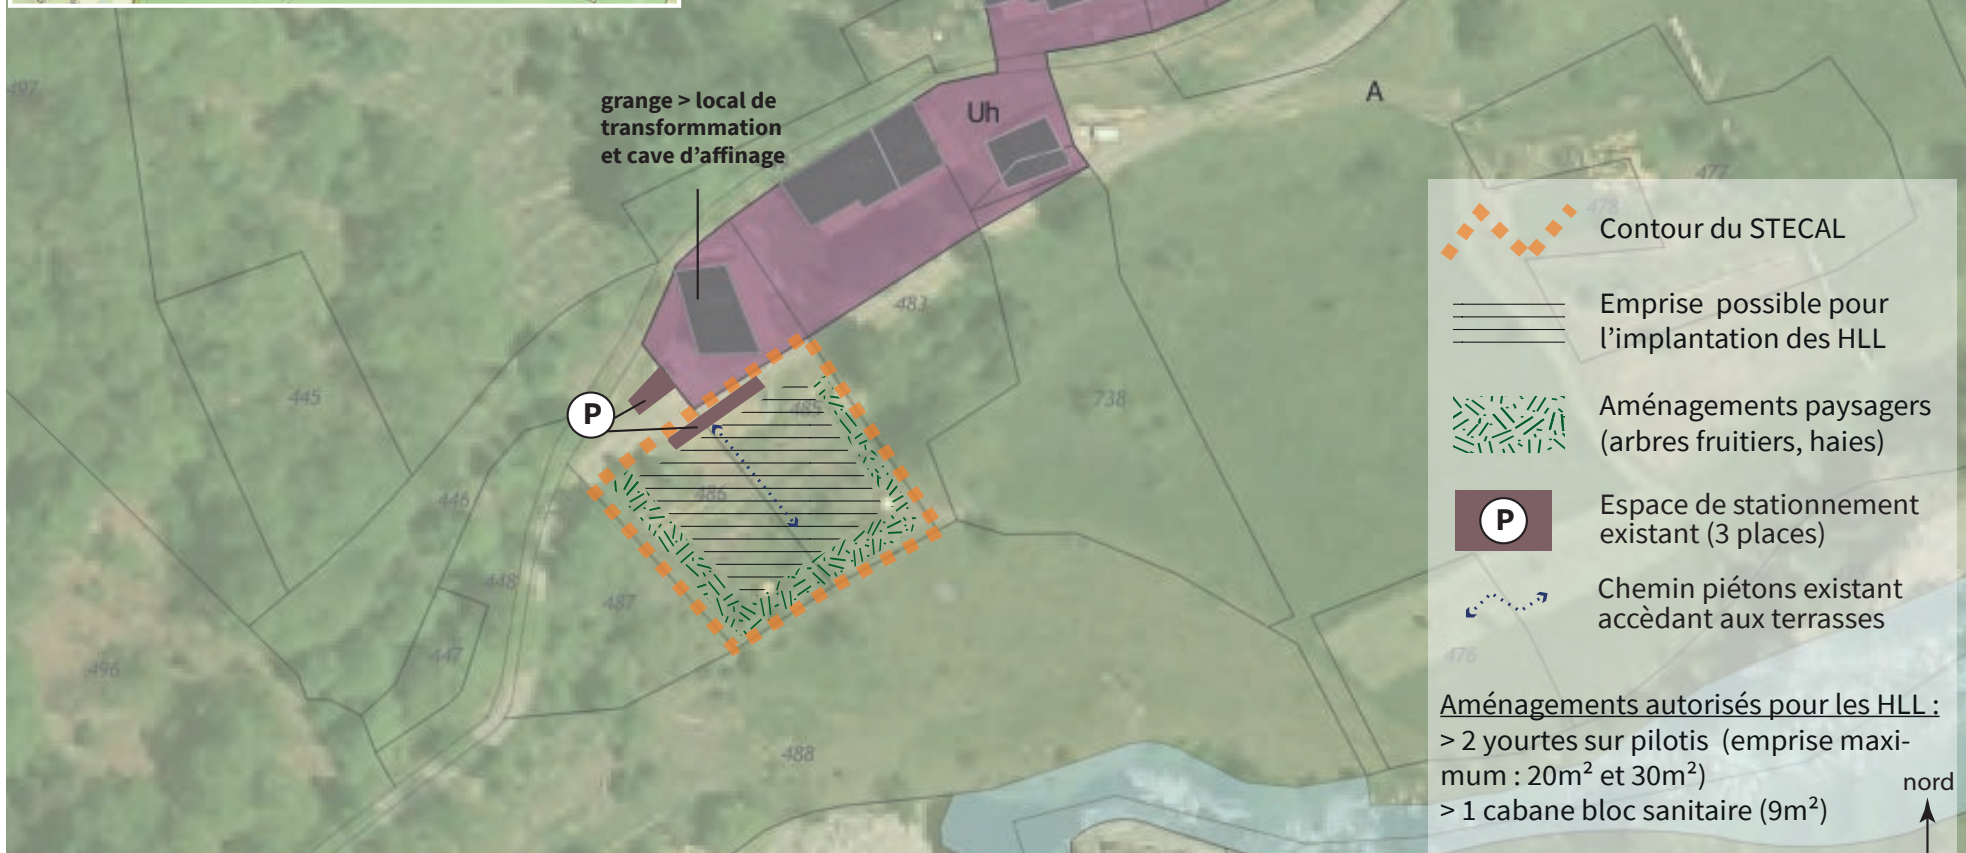 497
grange > local de
transformmation
et cave d'affinage
Uh
A
477
478
483
445
738
P
485
486
446
448
487
447
496
488
476
Contour du STECAL
Emprise possible pour
l'implantation des HLL
Aménagements paysagers
(arbres fruitiers, haies)
P
Espace de stationnement
existant (3 places)
Chemin piétons existant
accèdant aux terrasses
Aménagements autorisés pour les HLL :
> 2 yourtes sur pilotis (emprise maxi-
mum : 20m² et 30m²)
> 1 cabane bloc sanitaire (9m²)
nord